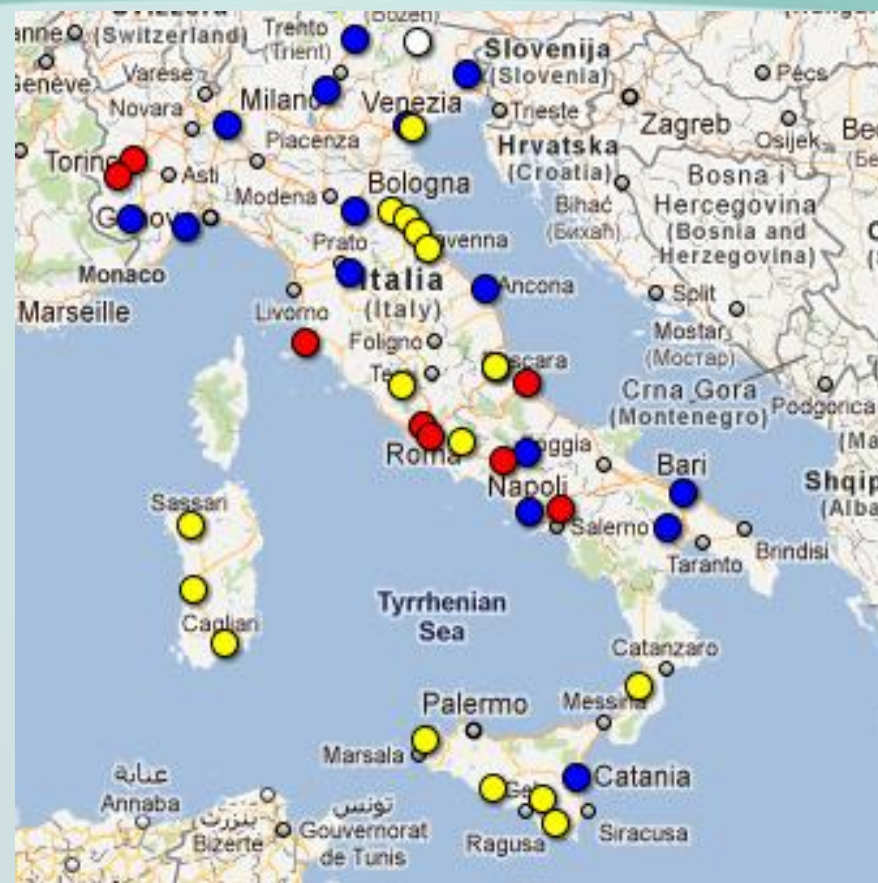 (Switzerland)
Trento
(Trient)
(Bozen)
Genève
Varese
Novara
Milano
Venezia
Slovenija
(Slovenia)
Pécs
Trieste
Zagreb
Osijek
Torino
Asti
Piacenza
Hrvatska
(Croatia)
Bosna i
Hercegovina
(Bosnia and
Herzegovina)
Modena
Bologna
Bihać
(Бихаћ)
Prato
Monaco
Italia
(Italy)
Ancona
Split
Marseille
Livorno
Foligno
Mostar
(Мостар)
Crna Gora
(Montenegro)
Podgorica
Roma
Bari
Napoli
Salerno
Taranto
Brindisi
Sassari
Cagliari
Tyrrhenian
Sea
Catanzaro
Palermo
Messina
Marsala
Catania
عنابة
Annaba
بنزرت
Bizerte
تونس
Gouvernorat
de Tunis
Ragusa
Siracusa